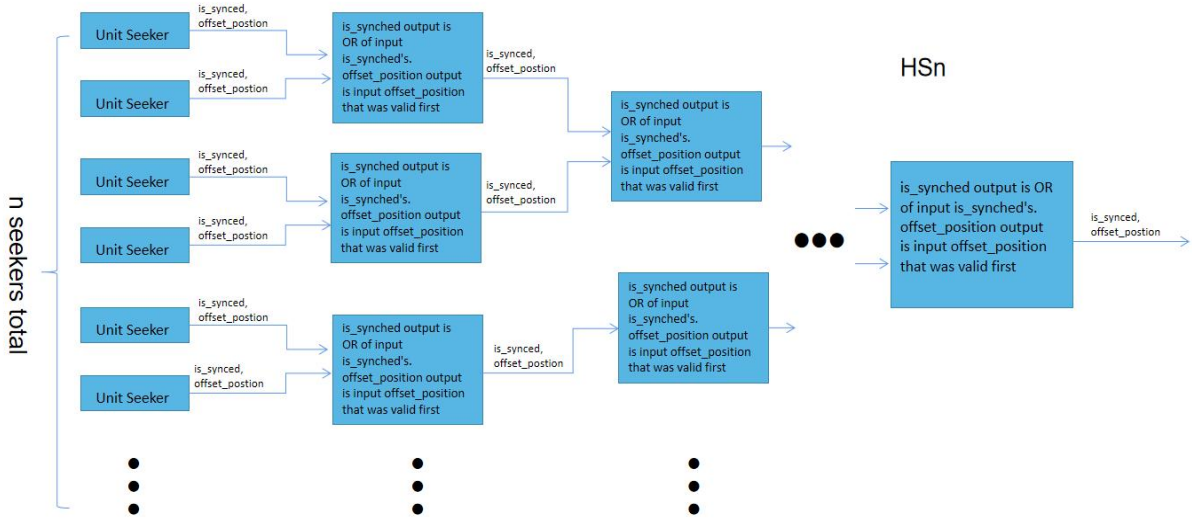 is_synced,
offset_postion
Unit Seeker
is_synced,
offset_postion
Unit Seeker
is_synched output is
OR of input
is_synched's.
offset_position output
is input offset_position
that was valid first
is_synced,
offset_postion
is_synced,
offset_postion
Unit Seeker
is_synced,
offset_postion
Unit Seeker
is_synched output is
OR of input
is_synched's.
offset_position output
is input offset_position
that was valid first
is_synced,
offset_postion
is_synched output is
OR of input
is_synched's.
offset_position output
is input offset_position
that was valid first
HSn
n seekers total
is_synced,
offset_postion
Unit Seeker
is_synced,
offset_postion
Unit Seeker
is_synched output is
OR of input
is_synched's.
offset_position output
is input offset_position
that was valid first
is_synced,
offset_postion
is_synched output is
OR of input
is_synched's.
offset_position output
is input offset_position
that was valid first
is_synched output is OR
of input is_synched's.
offset_position output
is input offset_position
that was valid first
is_synced,
offset_postion